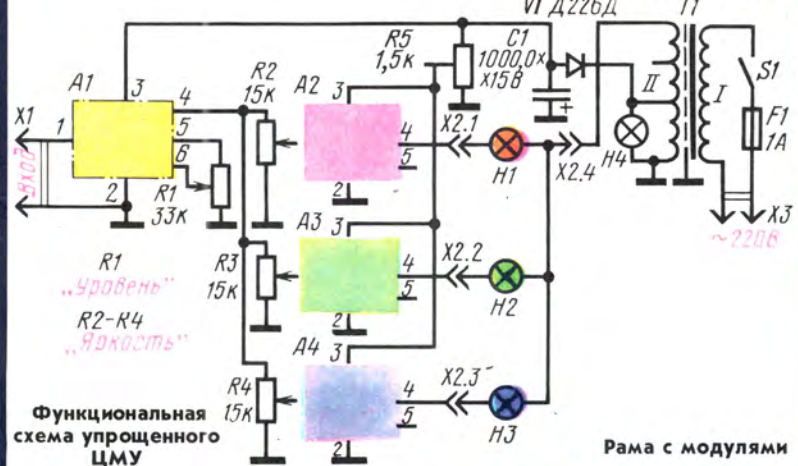 V1 Д226Д
T1
R5
1,5к
C1
1000,0×
×15В
A1
3
R2
15к
A2
3
II
I
S1
X1
1
4
5
6
4
5
X2.1
H1
X2.4
H4
F1
1А
Вход
2
R1
33к
2
A3
3
X3
~220В
R1
„Уровень"
R3
15к
4
5
X2.2
H2
R2-R4
„Яркость"
2
A4
3
R4
15к
4
5
X2.3
H3
2
Функциональная
схема упрощенного
ЦМУ
Рама с модулями